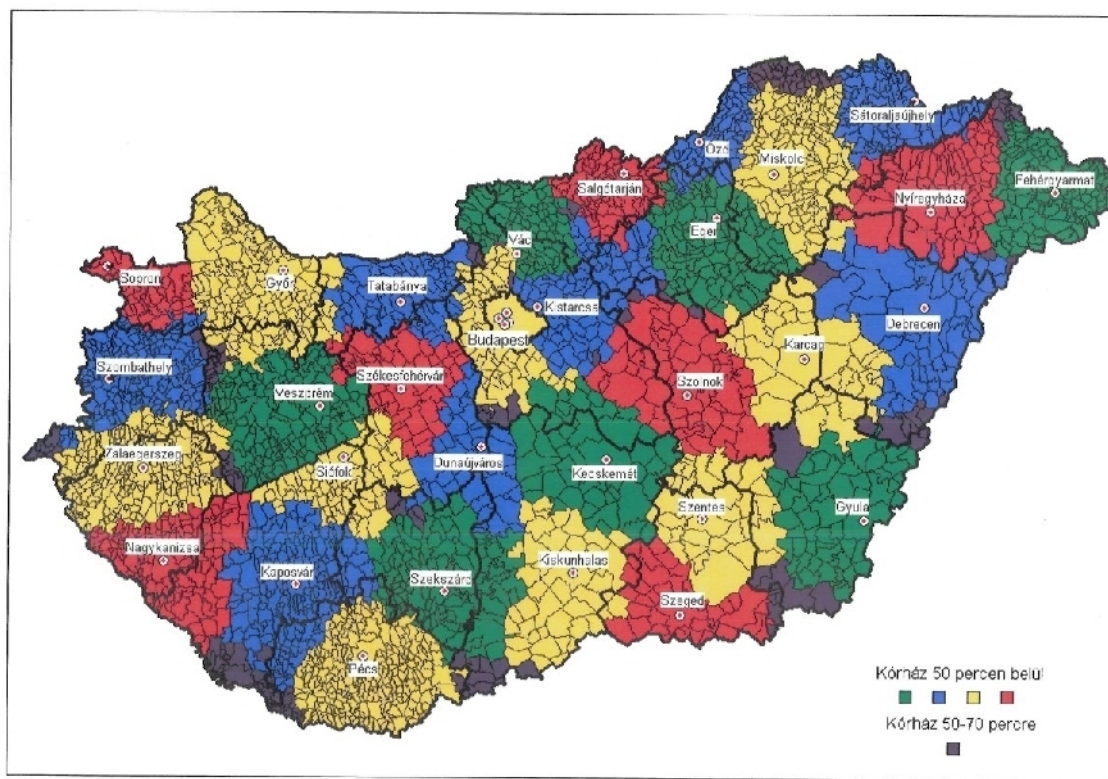 Sátoraljaújhely
Ózd
Miskolc
Salgótarján
Fehérgyarmat
Nyíregyháza
Eger
Vác
Sopron
Győr
Tatabánya
Kistarcsa
Debrecen
Budapest
Karcag
Szombathely
Székesfehérvár
Szolnok
Veszprém
Zalaegerszeg
Siófok
Dunaújváros
Kecskemét
Szentes
Gyula
Nagykanizsa
Kaposvár
Szekszárd
Kiskunhalas
Szeged
Pécs
Kórház 50 percen belül
Kórház 50-70 percre